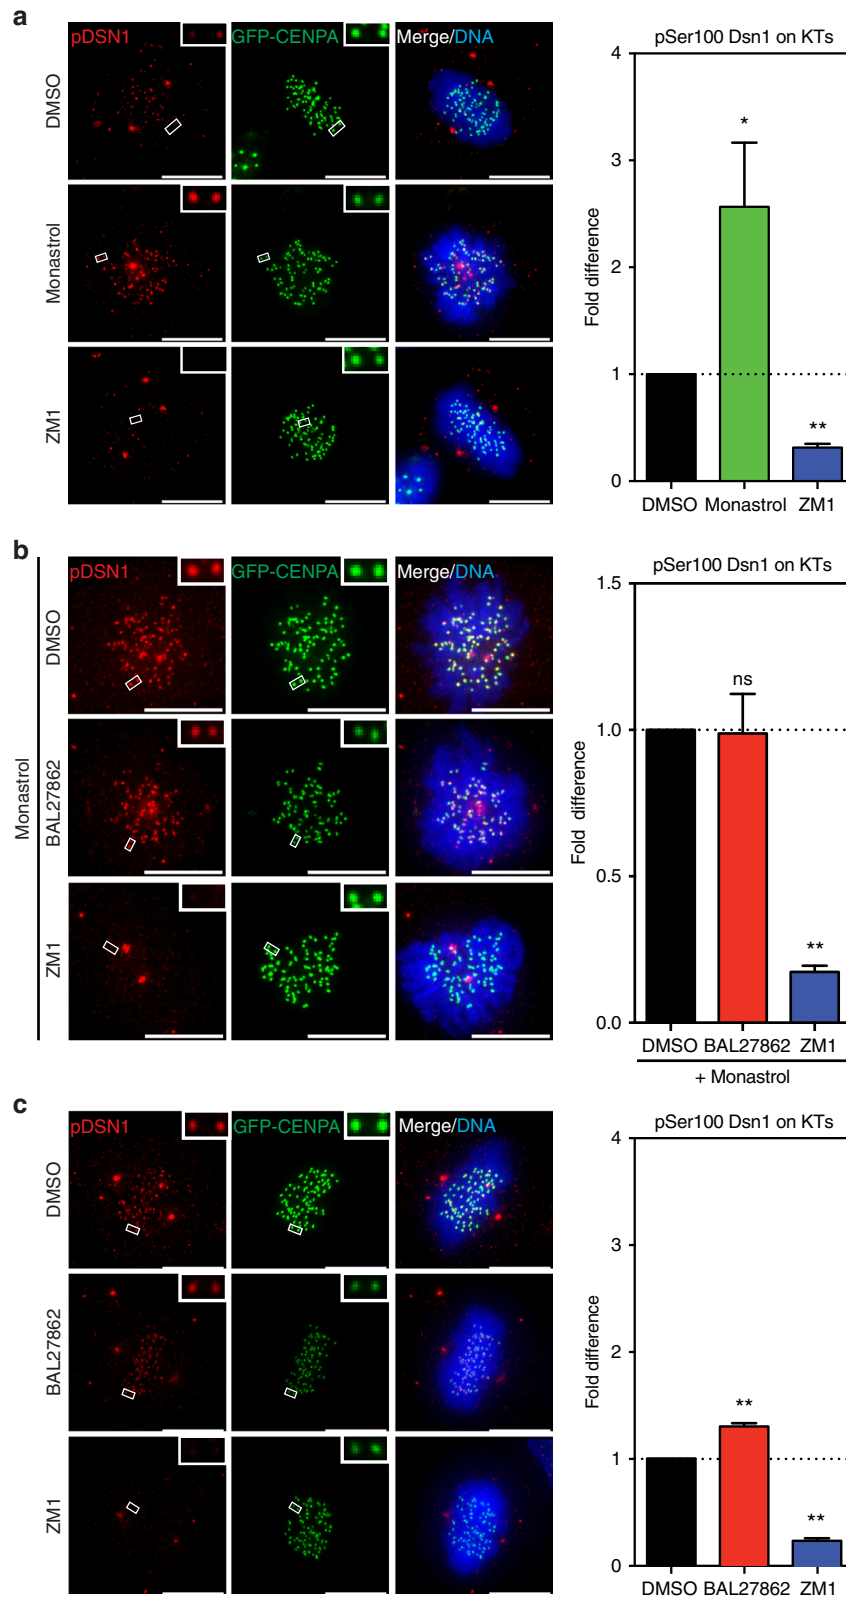 a
pDSN1
GFP-CENPA
Merge/DNA
DMSO
Monastrol
ZM1
pSer100 Dsn1 on KTs
Fold difference
4
3
2
1
0
*
**
DMSO Monastrol ZM1
b
pDSN1
GFP-CENPA
Merge/DNA
Monastrol
DMSO
BAL27862
ZM1
pSer100 Dsn1 on KTs
Fold difference
1.5
1.0
0.5
0.0
ns
**
DMSO BAL27862 ZM1
+ Monastrol
c
pDSN1
GFP-CENPA
Merge/DNA
DMSO
BAL27862
ZM1
pSer100 Dsn1 on KTs
Fold difference
4
3
2
1
0
**
**
DMSO BAL27862 ZM1